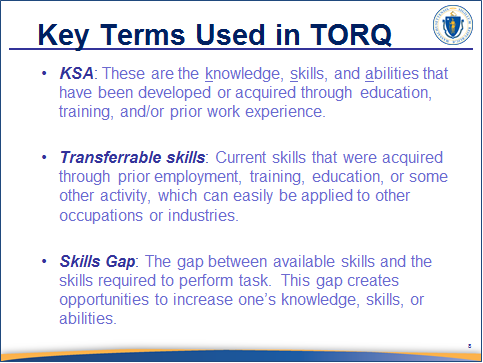 Key Terms Used in TORQ
• KSA: These are the knowledge, skills, and abilities that
have been developed or acquired through education,
training, and/or prior work experience.
• Transferrable skills: Current skills that were acquired
through prior employment, training, education, or some
other activity, which can easily be applied to other
occupations or industries.
• Skills Gap: The gap between available skills and the
skills required to perform task. This gap creates
opportunities to increase one's knowledge, skills, or
abilities.
8